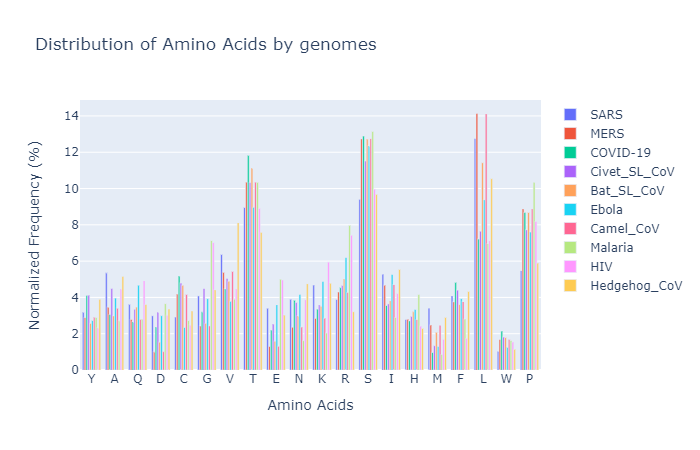 Distribution of Amino Acids by genomes
Normalized Frequency (%)
14
12
10
8
6
4
2
0
Y A Q D C G V T E N K R S I H M F L W P
Amino Acids
SARS
MERS
COVID-19
Civet_SL_CoV
Bat_SL_CoV
Ebola
Camel_CoV
Malaria
HIV
Hedgehog_CoV